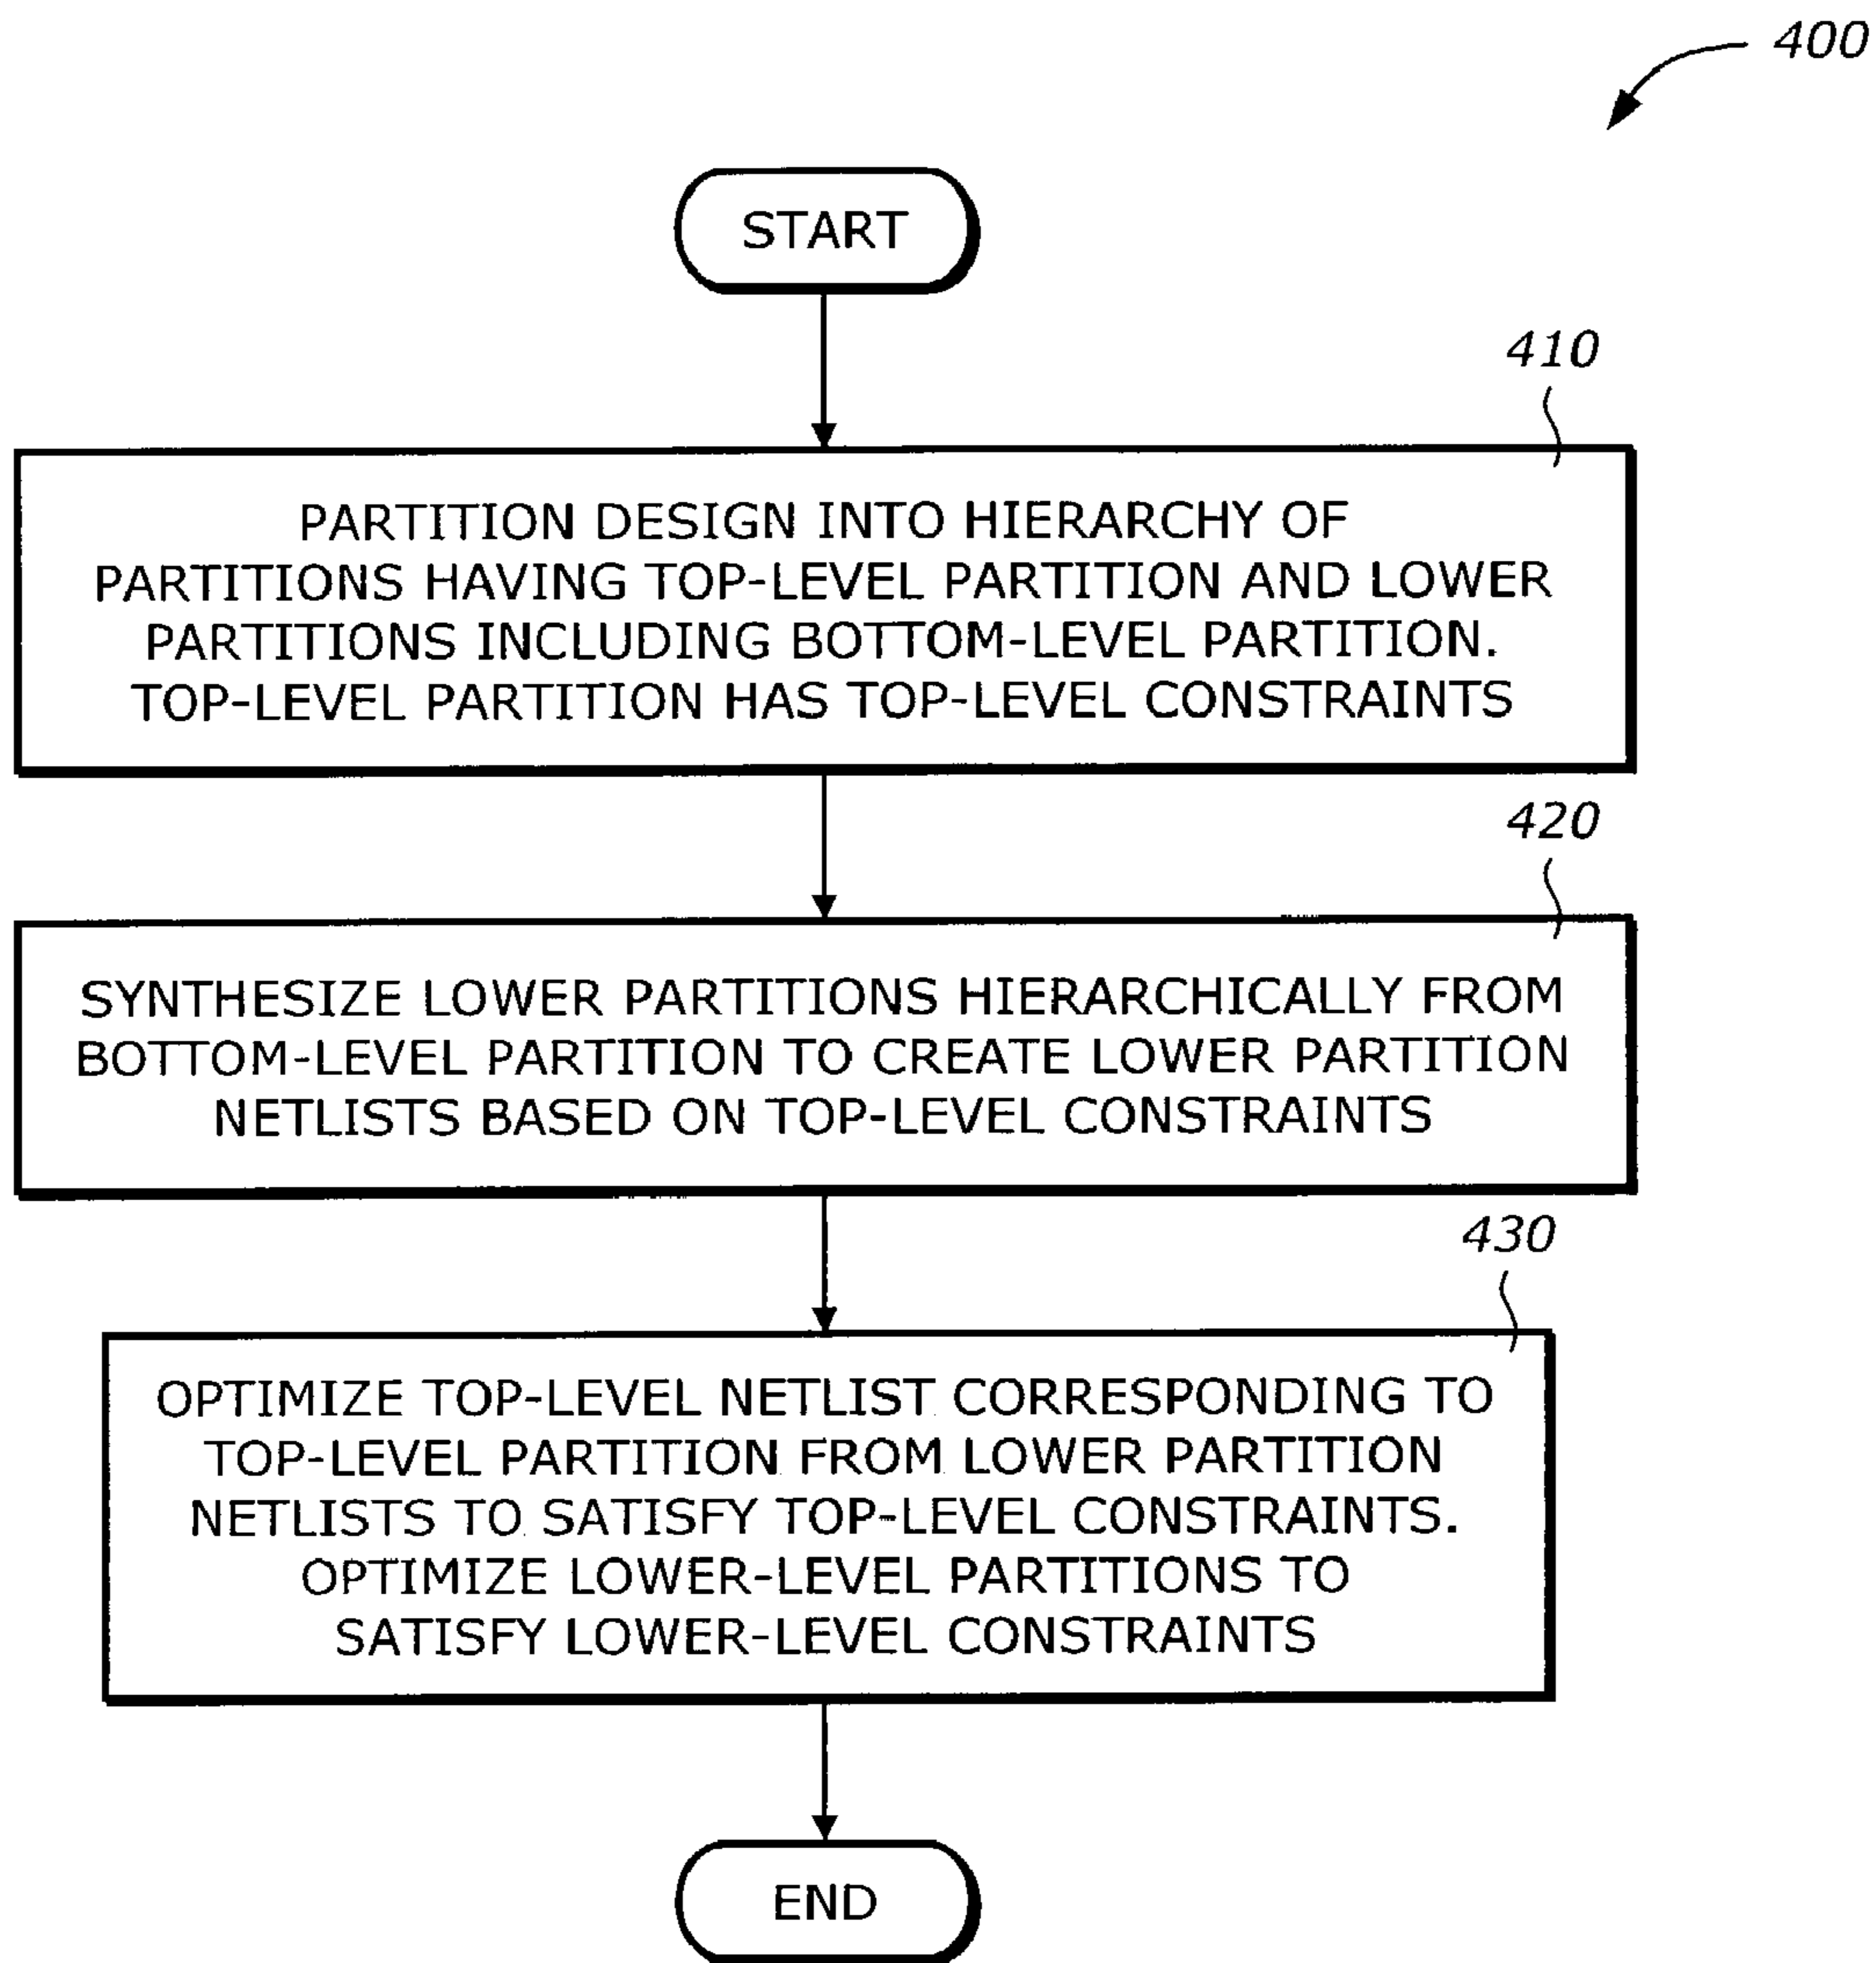 400
START
410
PARTITION DESIGN INTO HIERARCHY OF
PARTITIONS HAVING TOP-LEVEL PARTITION AND LOWER
PARTITIONS INCLUDING BOTTOM-LEVEL PARTITION.
TOP-LEVEL PARTITION HAS TOP-LEVEL CONSTRAINTS
420
SYNTHESIZE LOWER PARTITIONS HIERARCHICALLY FROM
BOTTOM-LEVEL PARTITION TO CREATE LOWER PARTITION
NETLISTS BASED ON TOP-LEVEL CONSTRAINTS
430
OPTIMIZE TOP-LEVEL NETLIST CORRESPONDING TO
TOP-LEVEL PARTITION FROM LOWER PARTITION
NETLISTS TO SATISFY TOP-LEVEL CONSTRAINTS.
OPTIMIZE LOWER-LEVEL PARTITIONS TO
SATISFY LOWER-LEVEL CONSTRAINTS
END